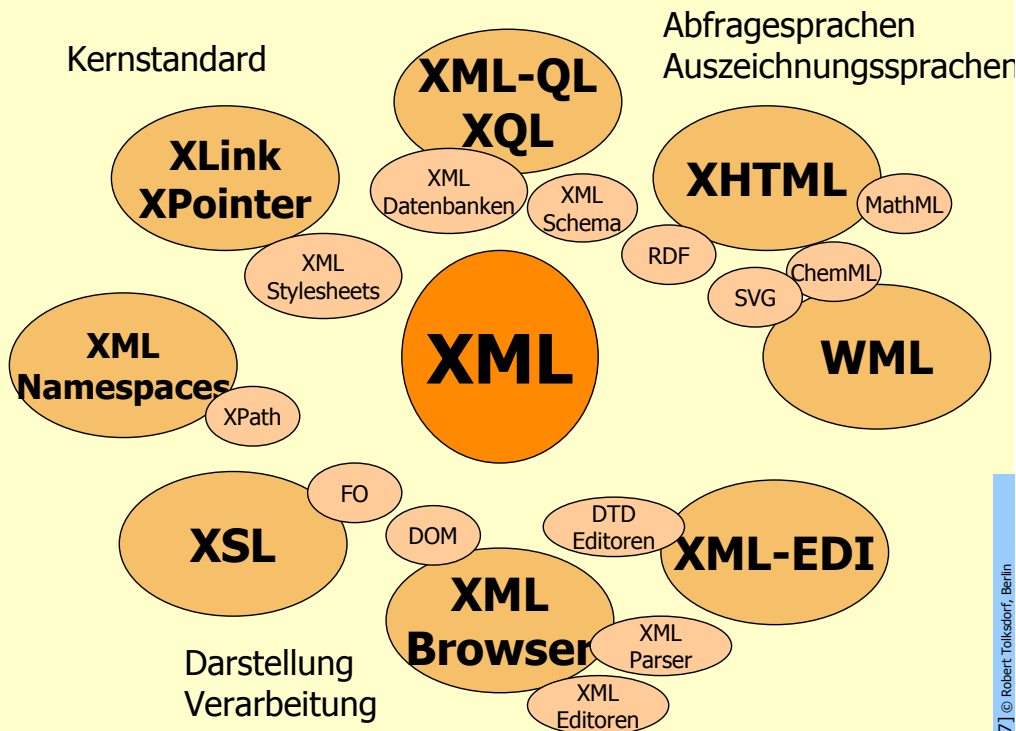 Kernstandard
Abfragesprachen
Auszeichnungssprachen
XML-QL
XQL
XLink
XPointer
XML
Datenbanken
XML
Schema
XHTML
MathML
RDF
ChemML
SVG
XML
Stylesheets
XML
WML
XML
Namespaces
XPath
XSL
FO
DOM
DTD
Editoren
XML-EDI
XML
Browser
XML
Parser
XML
Editoren
Darstellung
Verarbeitung
7] © Robert Tolksdorf, Berlin